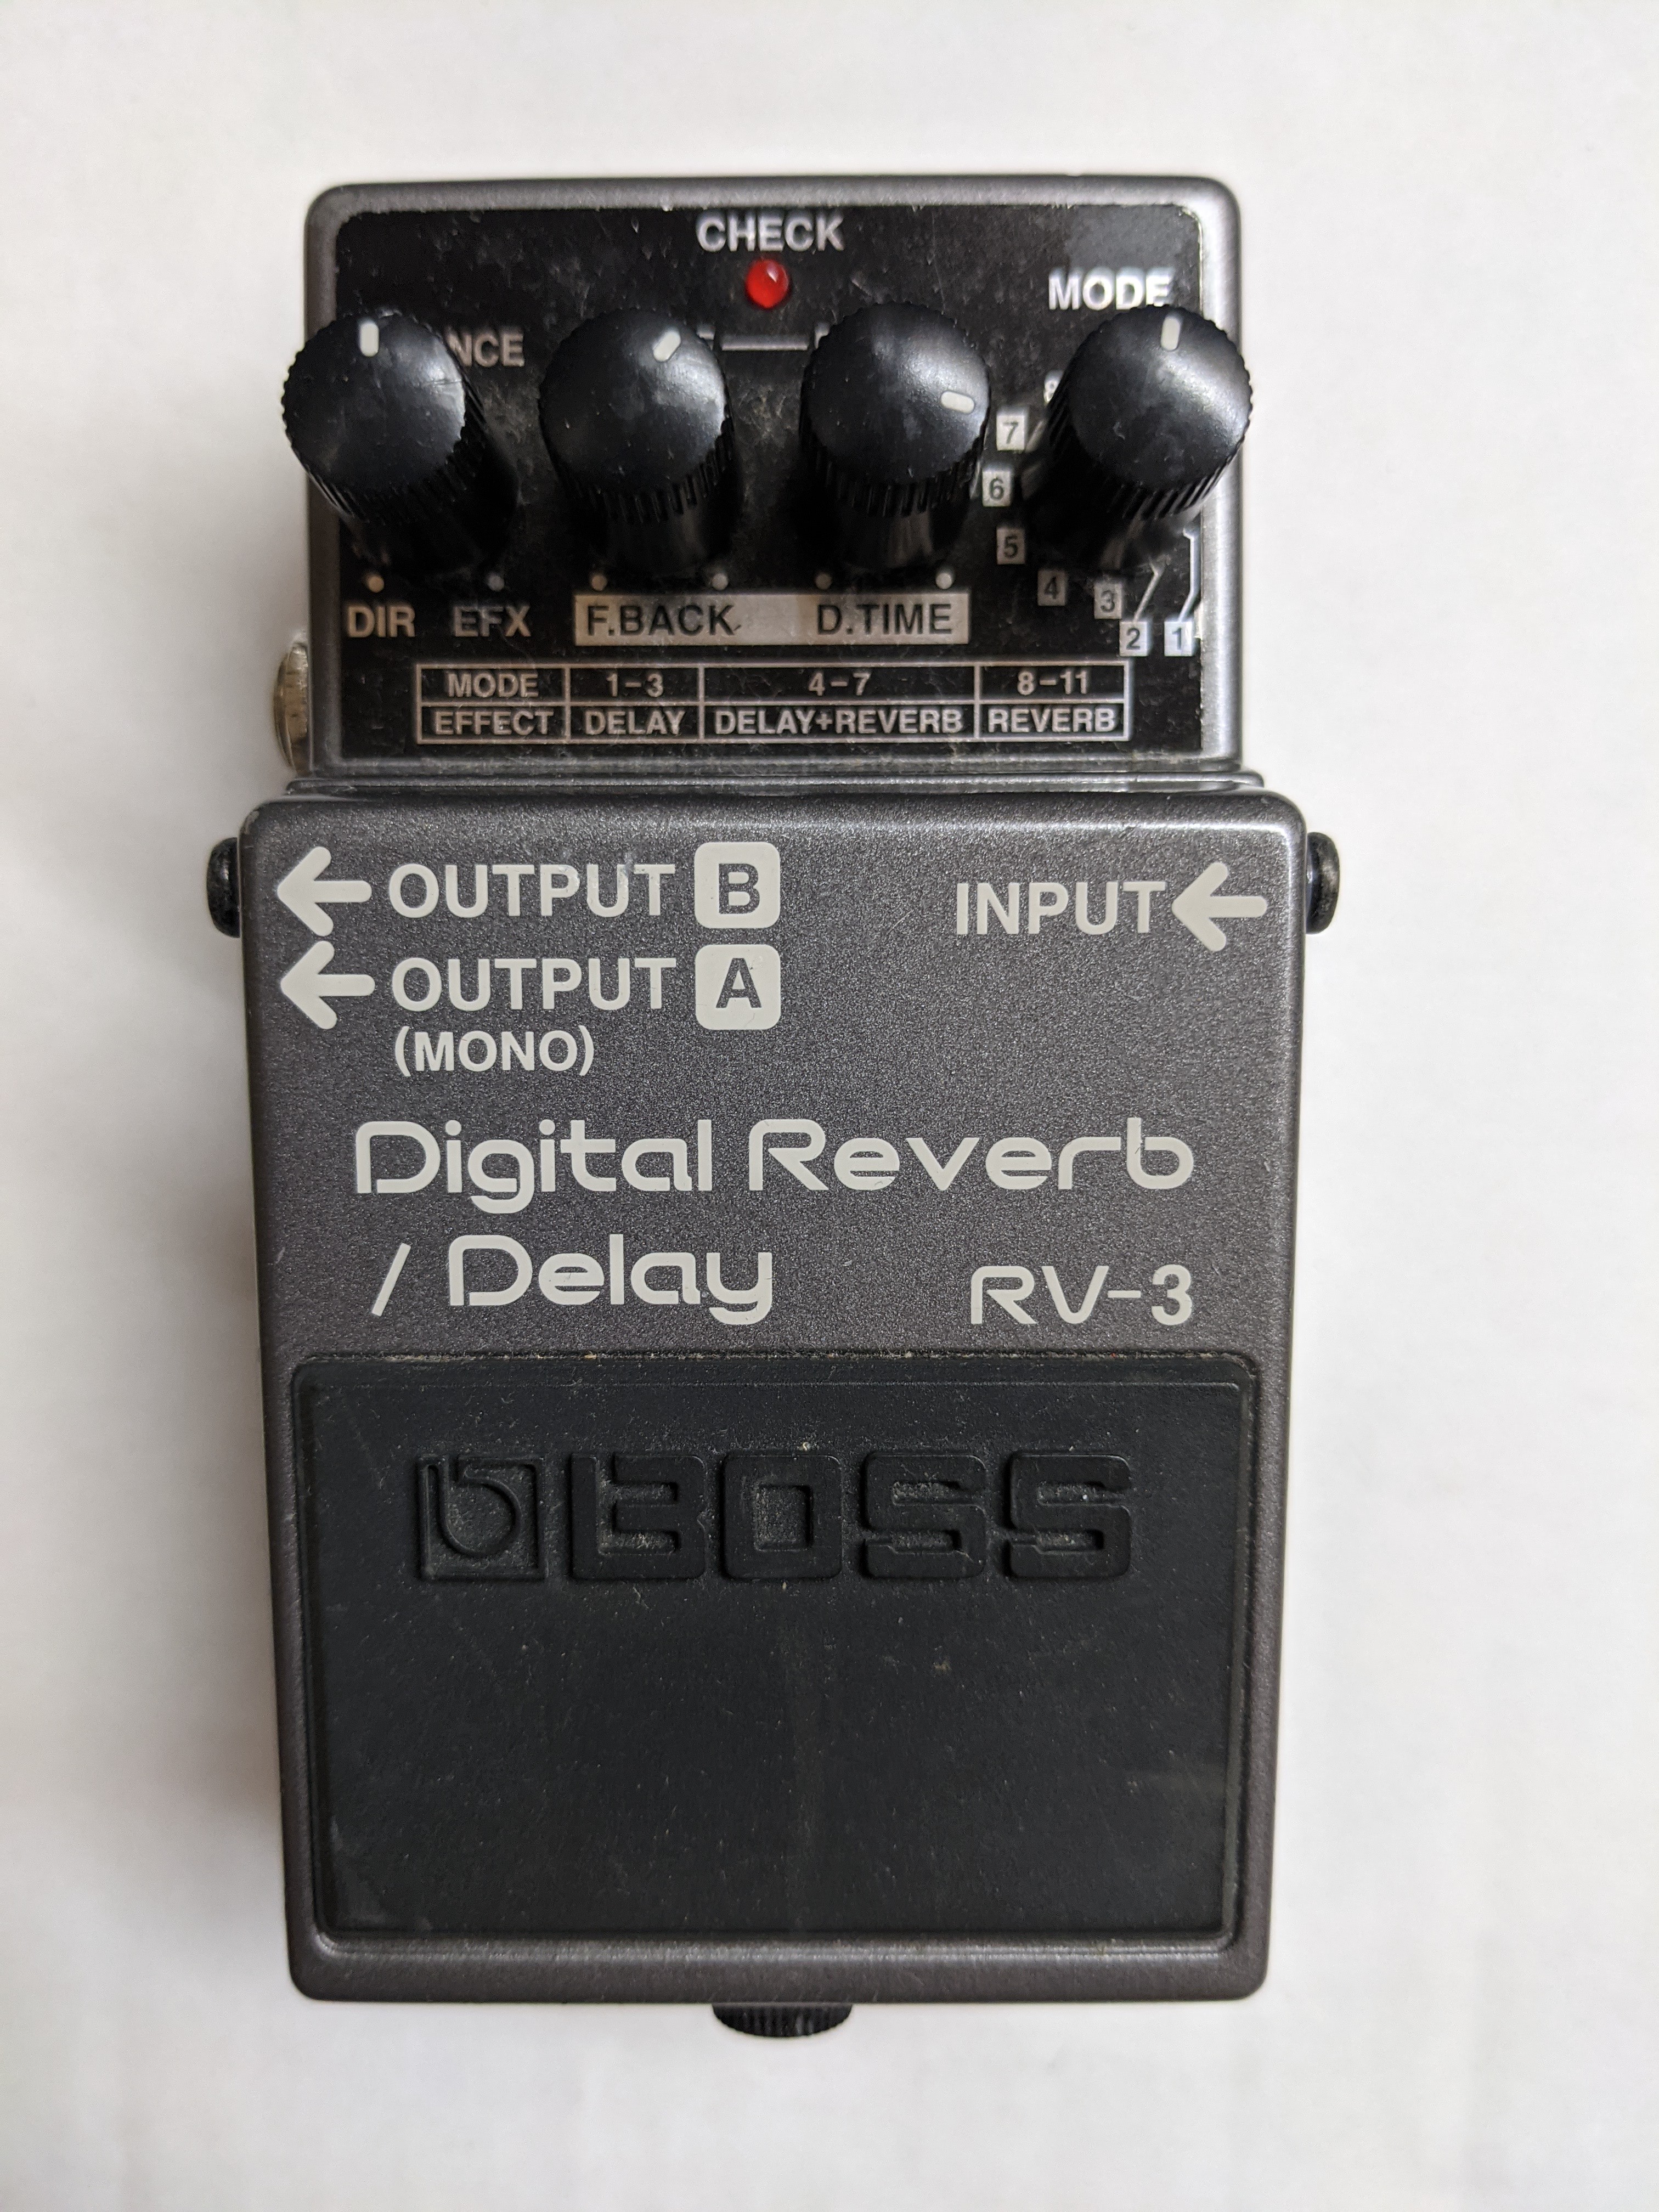 CHECK
MODE
NCE
7
6
5
4
3
2
1
DIR EFX F.BACK D.TIME
MODE 1-3 4-7 8-11
EFFECT DELAY DELAY+REVERB REVERB
OUTPUT B
INPUT
OUTPUT A
(MONO)
Digital Reverb
/ Delay RV-3
BOSS